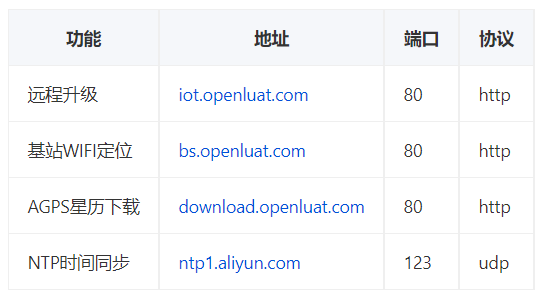 功能 地址 端口 协议
远程升级 iot.openluat.com 80 http
基站WIFI定位 bs.openluat.com 80 http
AGPS星历下载 download.openluat.com 80 http
NTP时间同步 ntp1.aliyun.com 123 udp